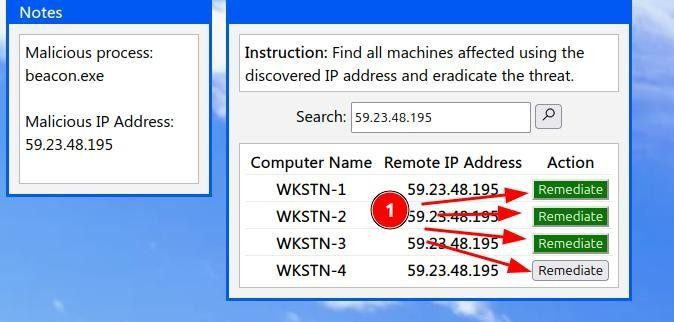 Notes
Malicious process:
beacon.exe
Malicious IP Address:
59.23.48.195
Instruction: Find all machines affected using the
discovered IP address and eradicate the threat.
Search: 59.23.48.195
Computer Name Remote IP Address Action
WKSTN-1 59.23.48.195 Remediate
WKSTN-2 59.23.48.195 Remediate
WKSTN-3 59.23.48.195 Remediate
WKSTN-4 59.23.48.195 Remediate
1